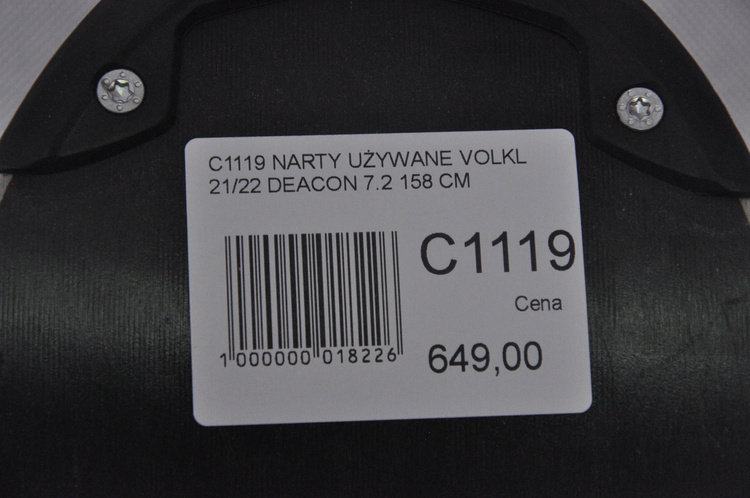 C1119 NARTY UŻYWANE VOLKL
21/22 DEACON 7.2 158 CM
C1119
Cena
1 000000 018226
649,00